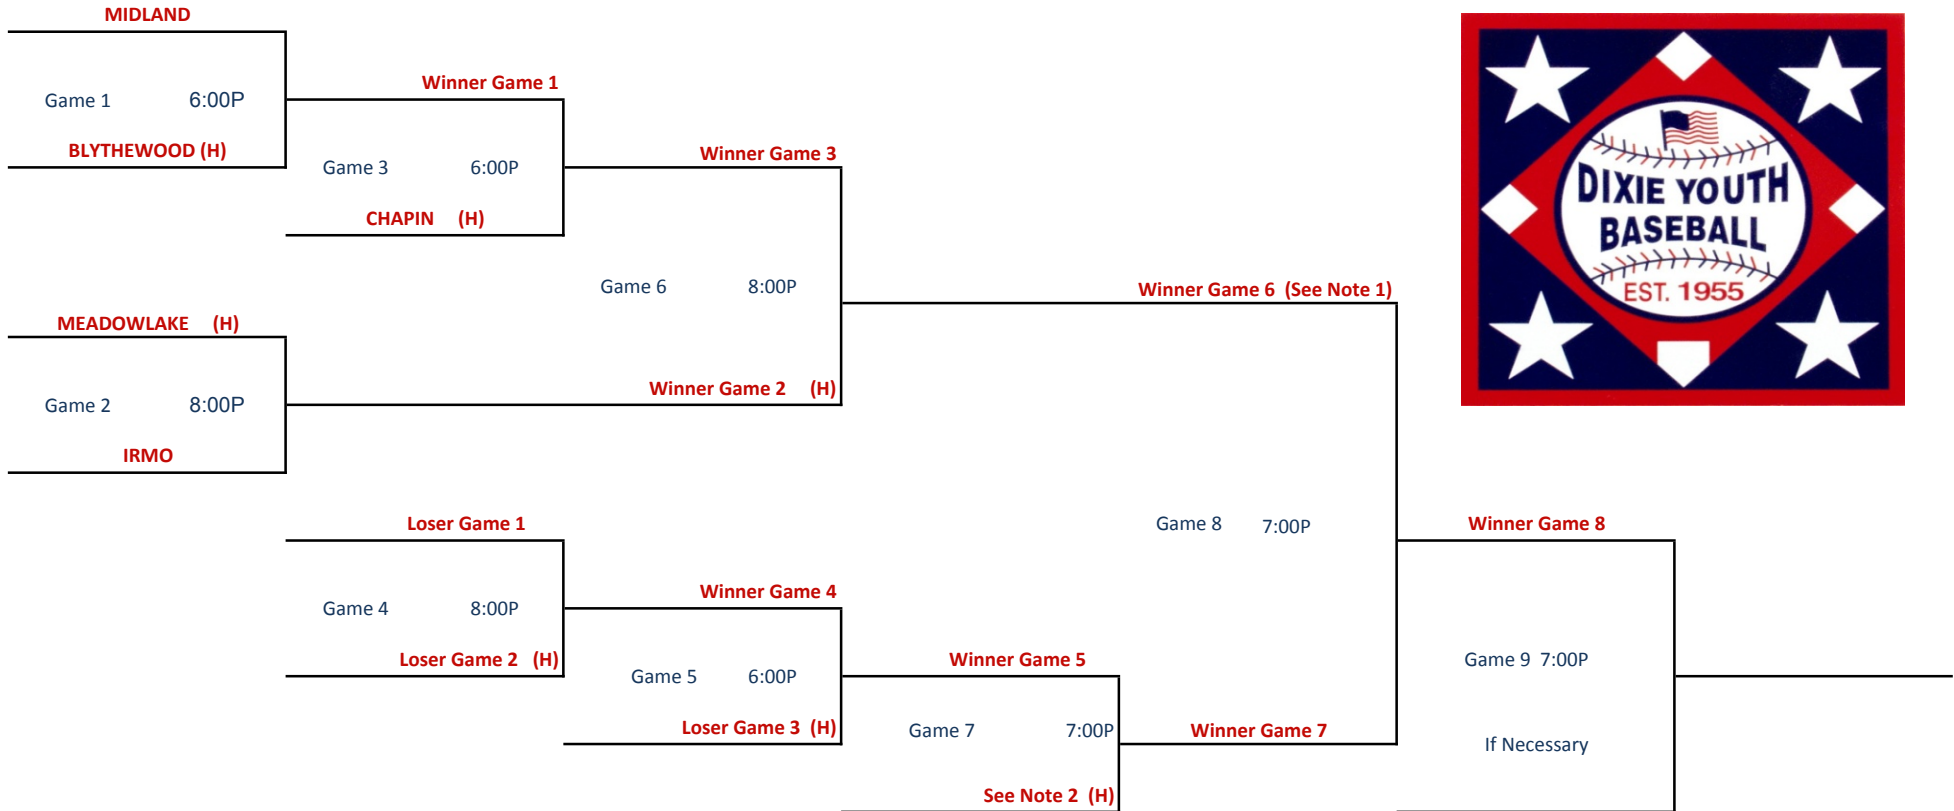 MIDLAND
Game 1 6:00P
BLYTHEWOOD (H)
Winner Game 1
Game 3 6:00P
CHAPIN (H)
Winner Game 3
Game 6 8:00P
MEADOWLAKE (H)
Game 2 8:00P
IRMO
Winner Game 2 (H)
Winner Game 6 (See Note 1)
DIXIE YOUTH
BASEBALL
EST. 1955
Loser Game 1
Game 4 8:00P
Loser Game 2 (H)
Winner Game 4
Game 5 6:00P
Loser Game 3 (H)
Winner Game 5
Game 7 7:00P
See Note 2 (H)
Game 8 7:00P
Winner Game 7
Winner Game 8
Game 9 7:00P
If Necessary